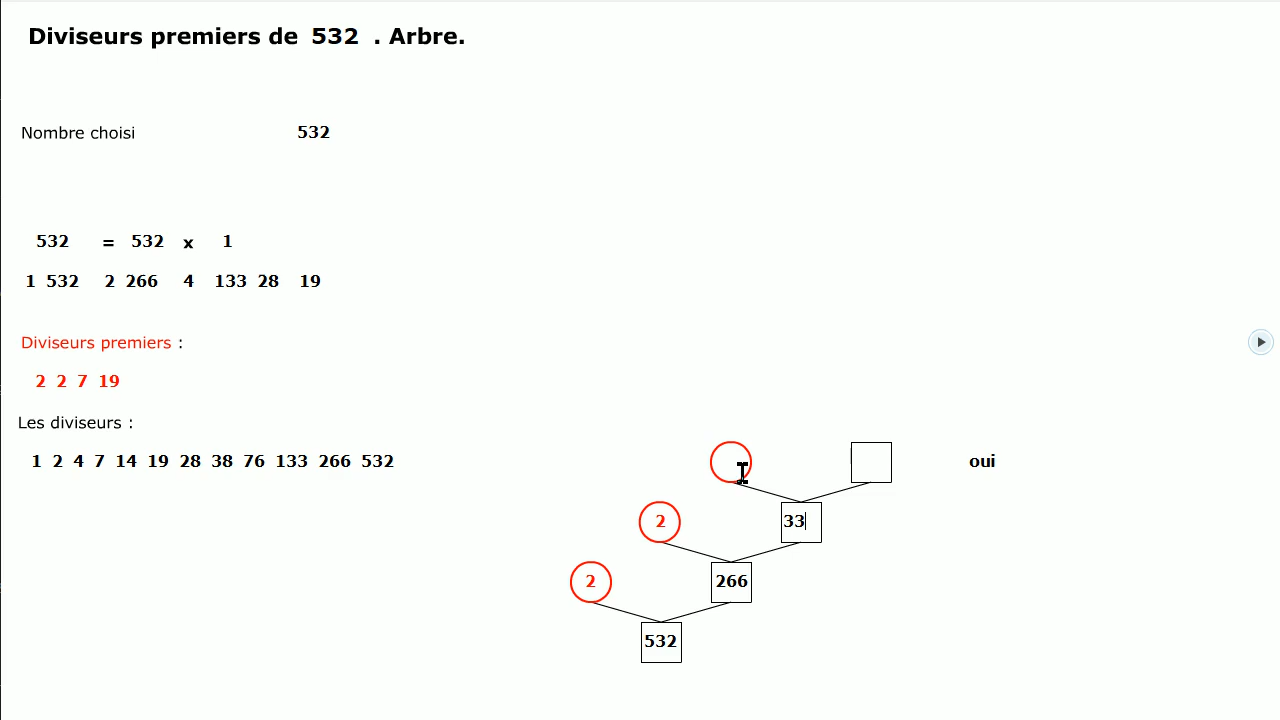 Diviseurs premiers de 532 . Arbre.
Nombre choisi 532
532 = 532 x 1
1 532 2 266 4 133 28 19
Diviseurs premiers :
2 2 7 19
Les diviseurs :
1 2 4 7 14 19 28 38 76 133 266 532
oui
2 33
2 266
532